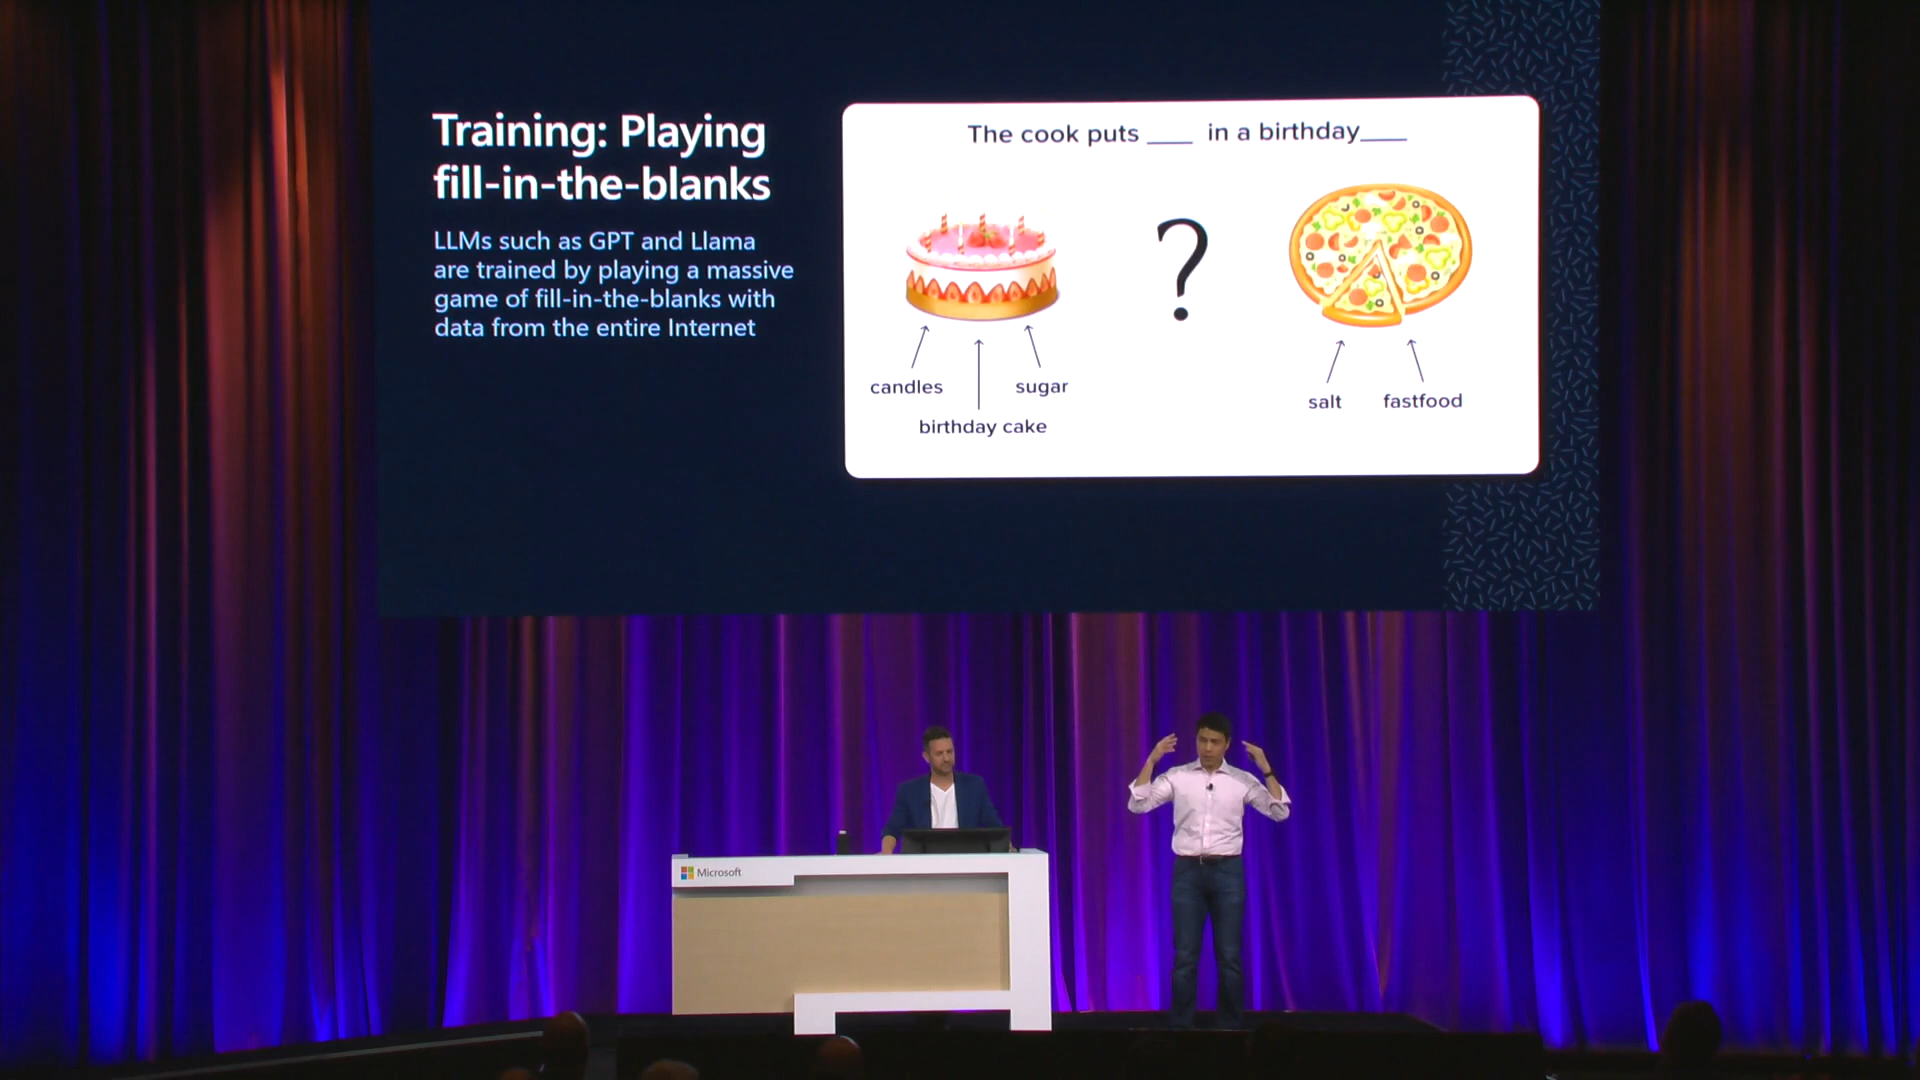 Training: Playing
fill-in-the-blanks
LLMs such as GPT and Llama
are trained by playing a massive
game of fill-in-the-blanks with
data from the entire Internet
The cook puts ___ in a birthday___
?
candles
sugar
birthday cake
salt
fastfood
Microsoft